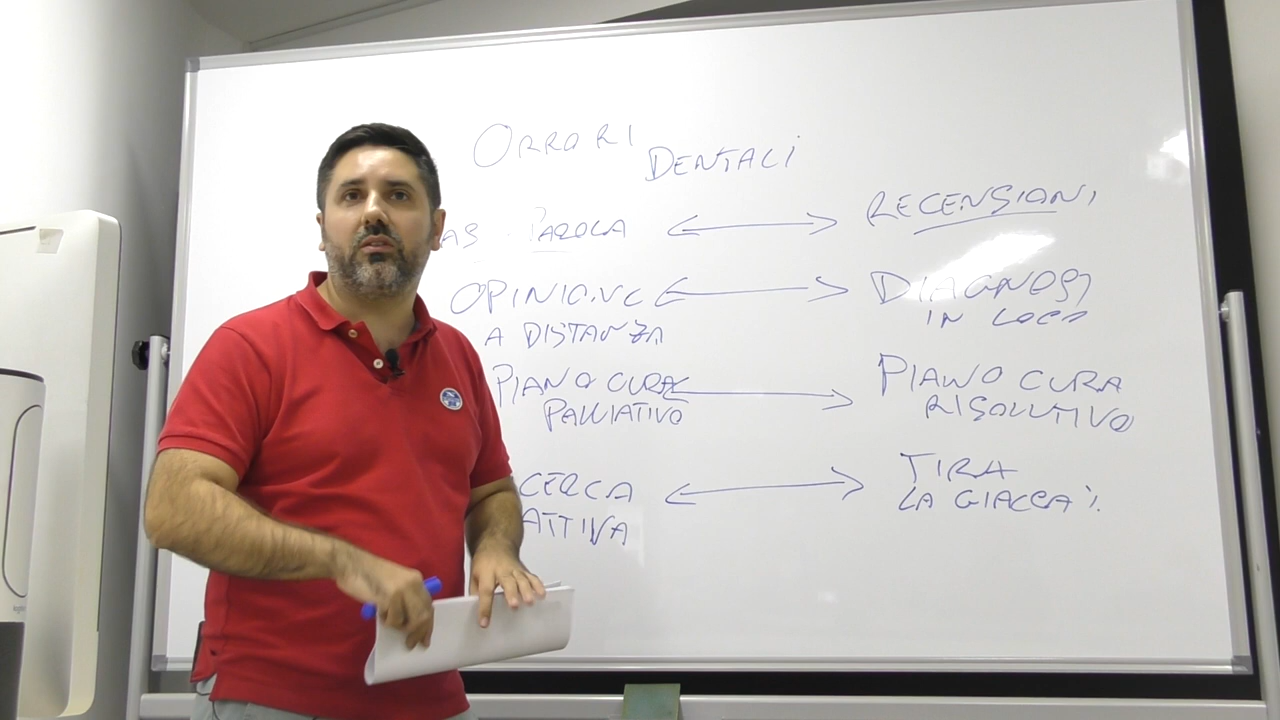 ORRORI
DENTALI
PAROLA
RECENSIONI
OPINIONE
A DISTANZA
DIAGNOSI
IN LOCO
PIANO CURA
PALLIATIVO
PIANO CURA
RISOLUTIVO
CERCA
ATTIVA
TIRA
LA GIACCA